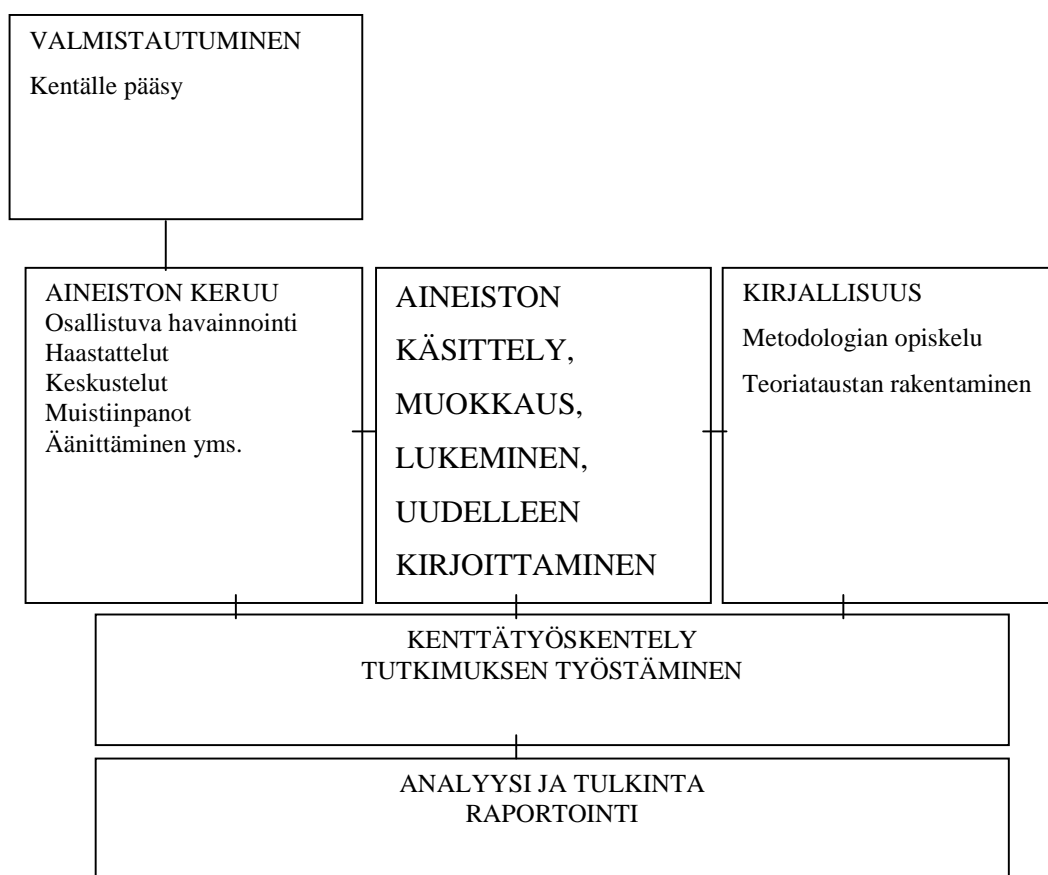 VALMISTAUTUMINEN
Kentälle pääsy
AINEISTON KERUU
Osallistuva havainnointi
Haastattelut
Keskustelut
Muistiinpanot
Äänittäminen yms.
AINEISTON
KÄSITTELY,
MUOKKAUS,
LUKEMINEN,
UUDELLEEN
KIRJOITTAMINEN
KIRJALLISUUS
Metodologian opiskelu
Teoriataustan rakentaminen
KENTTÄTYÖSKENTELY
TUTKIMUKSEN TYÖSTÄMINEN
ANALYYSI JA TULKINTA
RAPORTOINTI